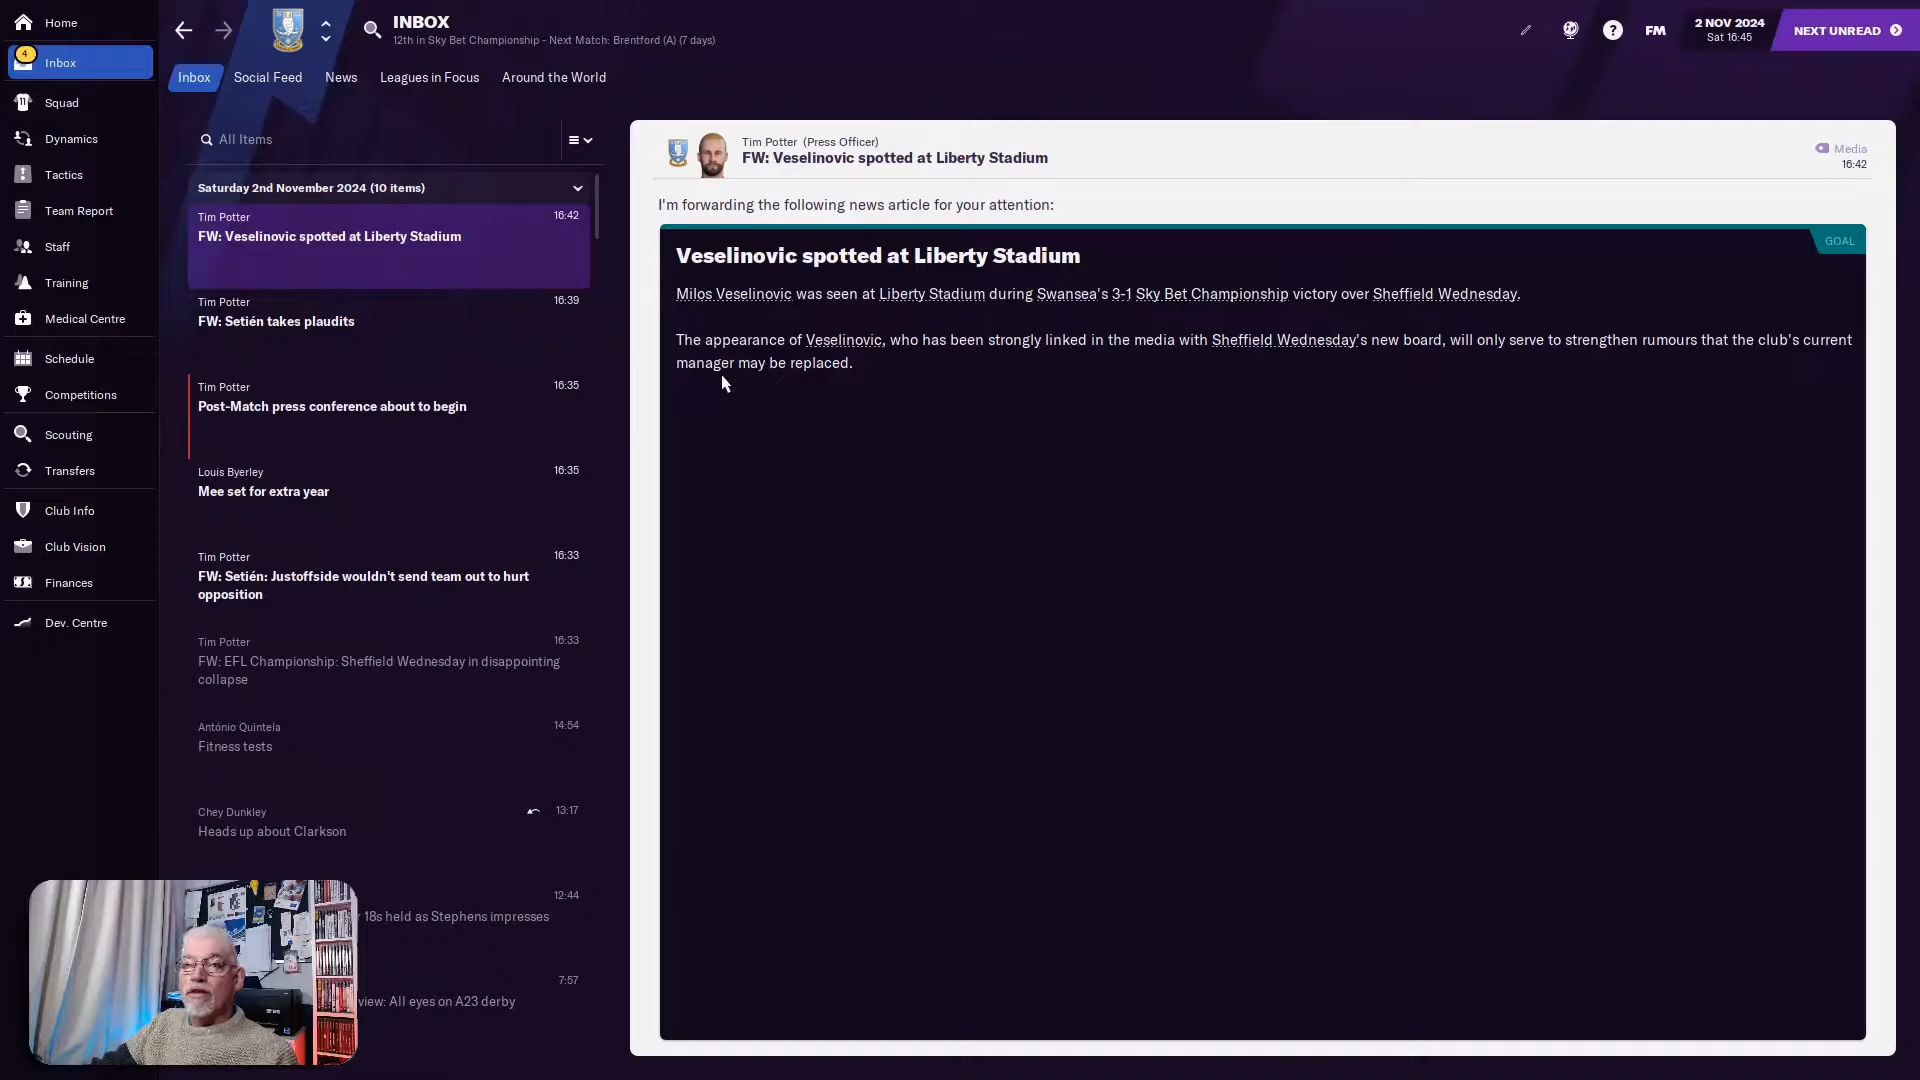 Home
4
Inbox
Squad
Dynamics
Tactics
Team Report
Staff
Training
Medical Centre
Schedule
Competitions
Scouting
Transfers
Club Info
Club Vision
Finances
Dev. Centre
INBOX
12th in Sky Bet Championship - Next Match: Brentford (A) (7 days)
FM
2 NOV 2024
Sat 16:45
NEXT UNREAD
Inbox
Social Feed
News
Leagues in Focus
Around the World
All Items
Saturday 2nd November 2024 (10 items)
Tim Potter
16:42
FW: Veselinovic spotted at Liberty Stadium
Tim Potter
16:39
FW: Setién takes plaudits
Tim Potter
16:35
Post-Match press conference about to begin
Louis Byerley
16:35
Mee set for extra year
Tim Potter
16:33
FW: Setién: Justoffside wouldn't send team out to hurt
opposition
Tim Potter
16:33
FW: EFL Championship: Sheffield Wednesday in disappointing
collapse
António Quintela
14:54
Fitness tests
Chey Dunkley
13:17
Heads up about Clarkson
12:44
18s held as Stephens impresses
7:57
view: All eyes on A23 derby
Tim Potter (Press Officer)
FW: Veselinovic spotted at Liberty Stadium
Media
16:42
I'm forwarding the following news article for your attention:
GOAL
Veselinovic spotted at Liberty Stadium
Milos Veselinovic was seen at Liberty Stadium during Swansea's 3-1 Sky Bet Championship victory over Sheffield Wednesday.
The appearance of Veselinovic, who has been strongly linked in the media with Sheffield Wednesday's new board, will only serve to strengthen rumours that the club's current
manager may be replaced.